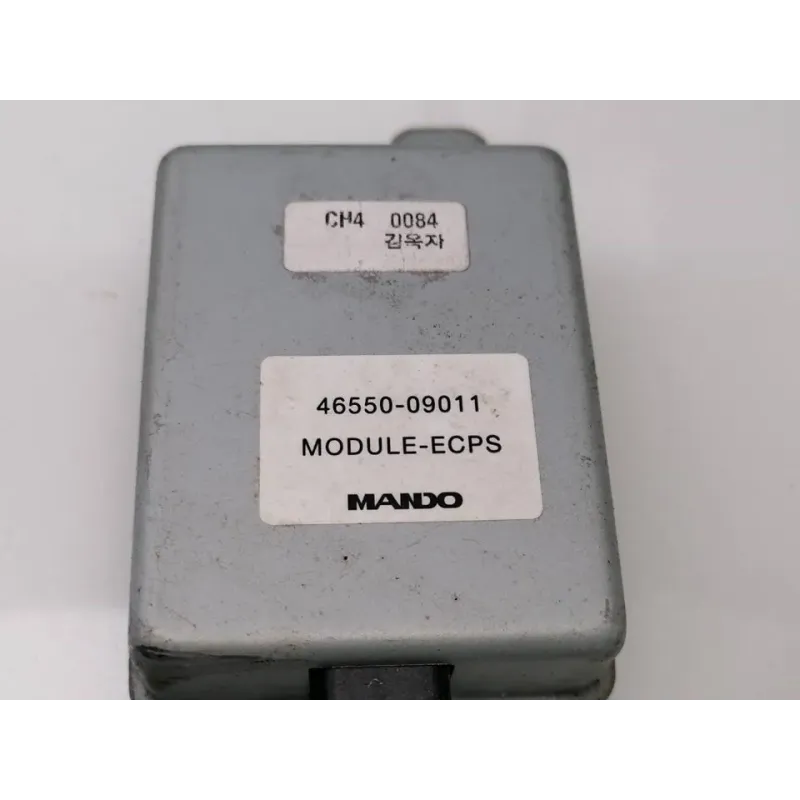 CH4 0084
김옥자
46550-09011
MODULE-ECPS
MANDO